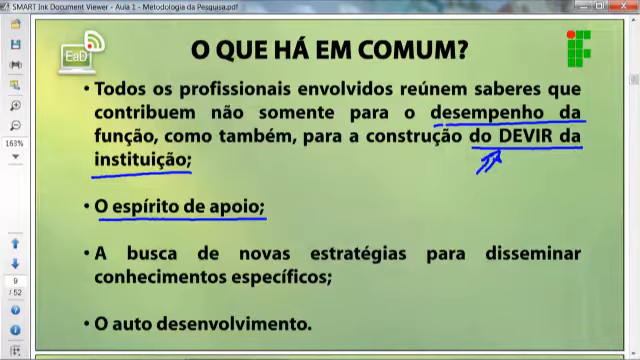 SMART Ink Document Viewer - Aula 1 - Metodologia da Pesquisa.pdf
EaD
O QUE HÁ EM COMUM?
• Todos os profissionais envolvidos reúnem saberes que
contribuem não somente para o desempenho da
função, como também, para a construção do DEVIR da
instituição;
• O espírito de apoio;
• A busca de novas estratégias para disseminar
conhecimentos específicos;
• O auto desenvolvimento.
163%
9
/ 52